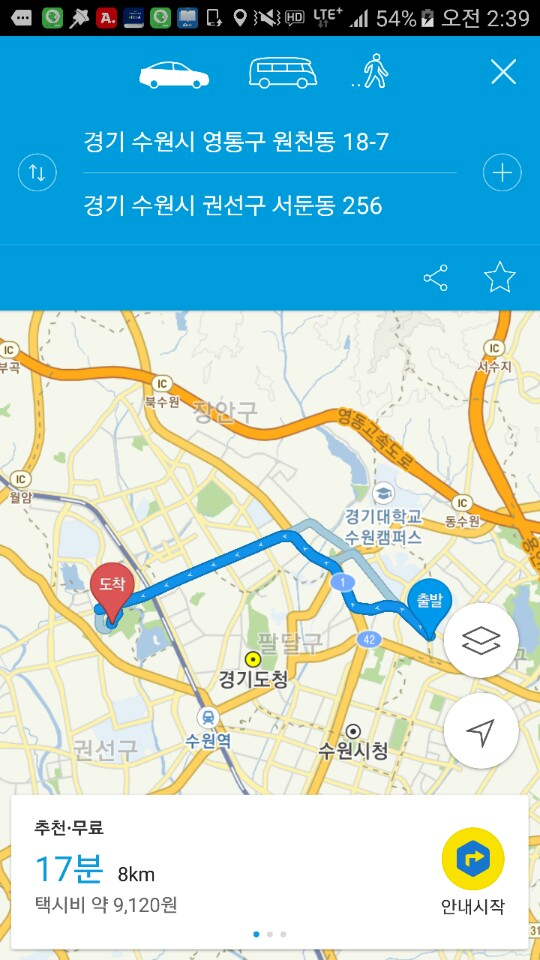 A.
HD
LTE+
54%
오전 2:39
경기 수원시 영통구 원천동 18-7
경기 수원시 권선구 서둔동 256
IC
부곡
IC
북수원
장안구
IC
서수지
영동고속도로
IC
월암
경기대학교
수원캠퍼스
IC
동수원
도착
1
출발
42
팔달구
경기도청
구
수원역
수원시청
권선구
추천·무료
17분 8km
택시비 약 9,120원
안내시작
31